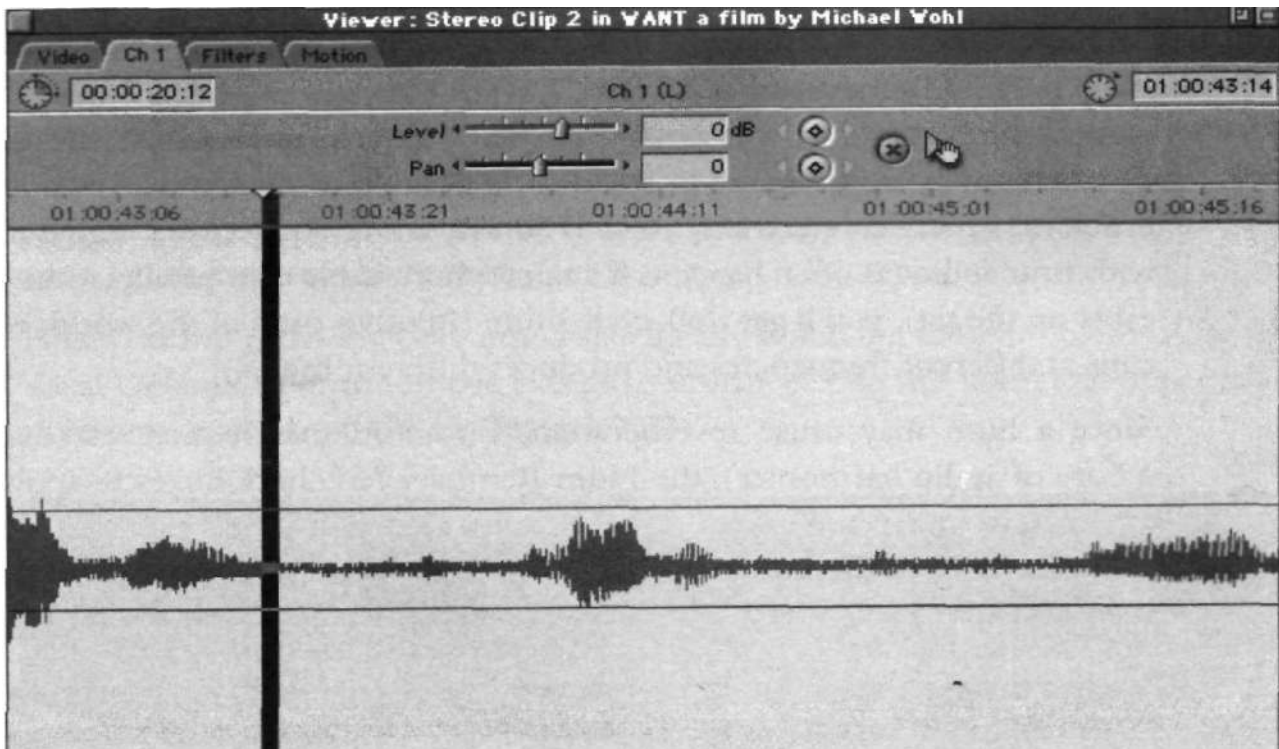 Viewer: Stereo Clip 2 in WANT a film by Michael Wohl
Video Ch 1 Filters Motion
00:00:20:12 Ch 1 (L) 01:00:43:14
Level 0 dB
Pan 0
01:00:43:06 01:00:43:21 01:00:44:11 01:00:45:01 01:00:45:16